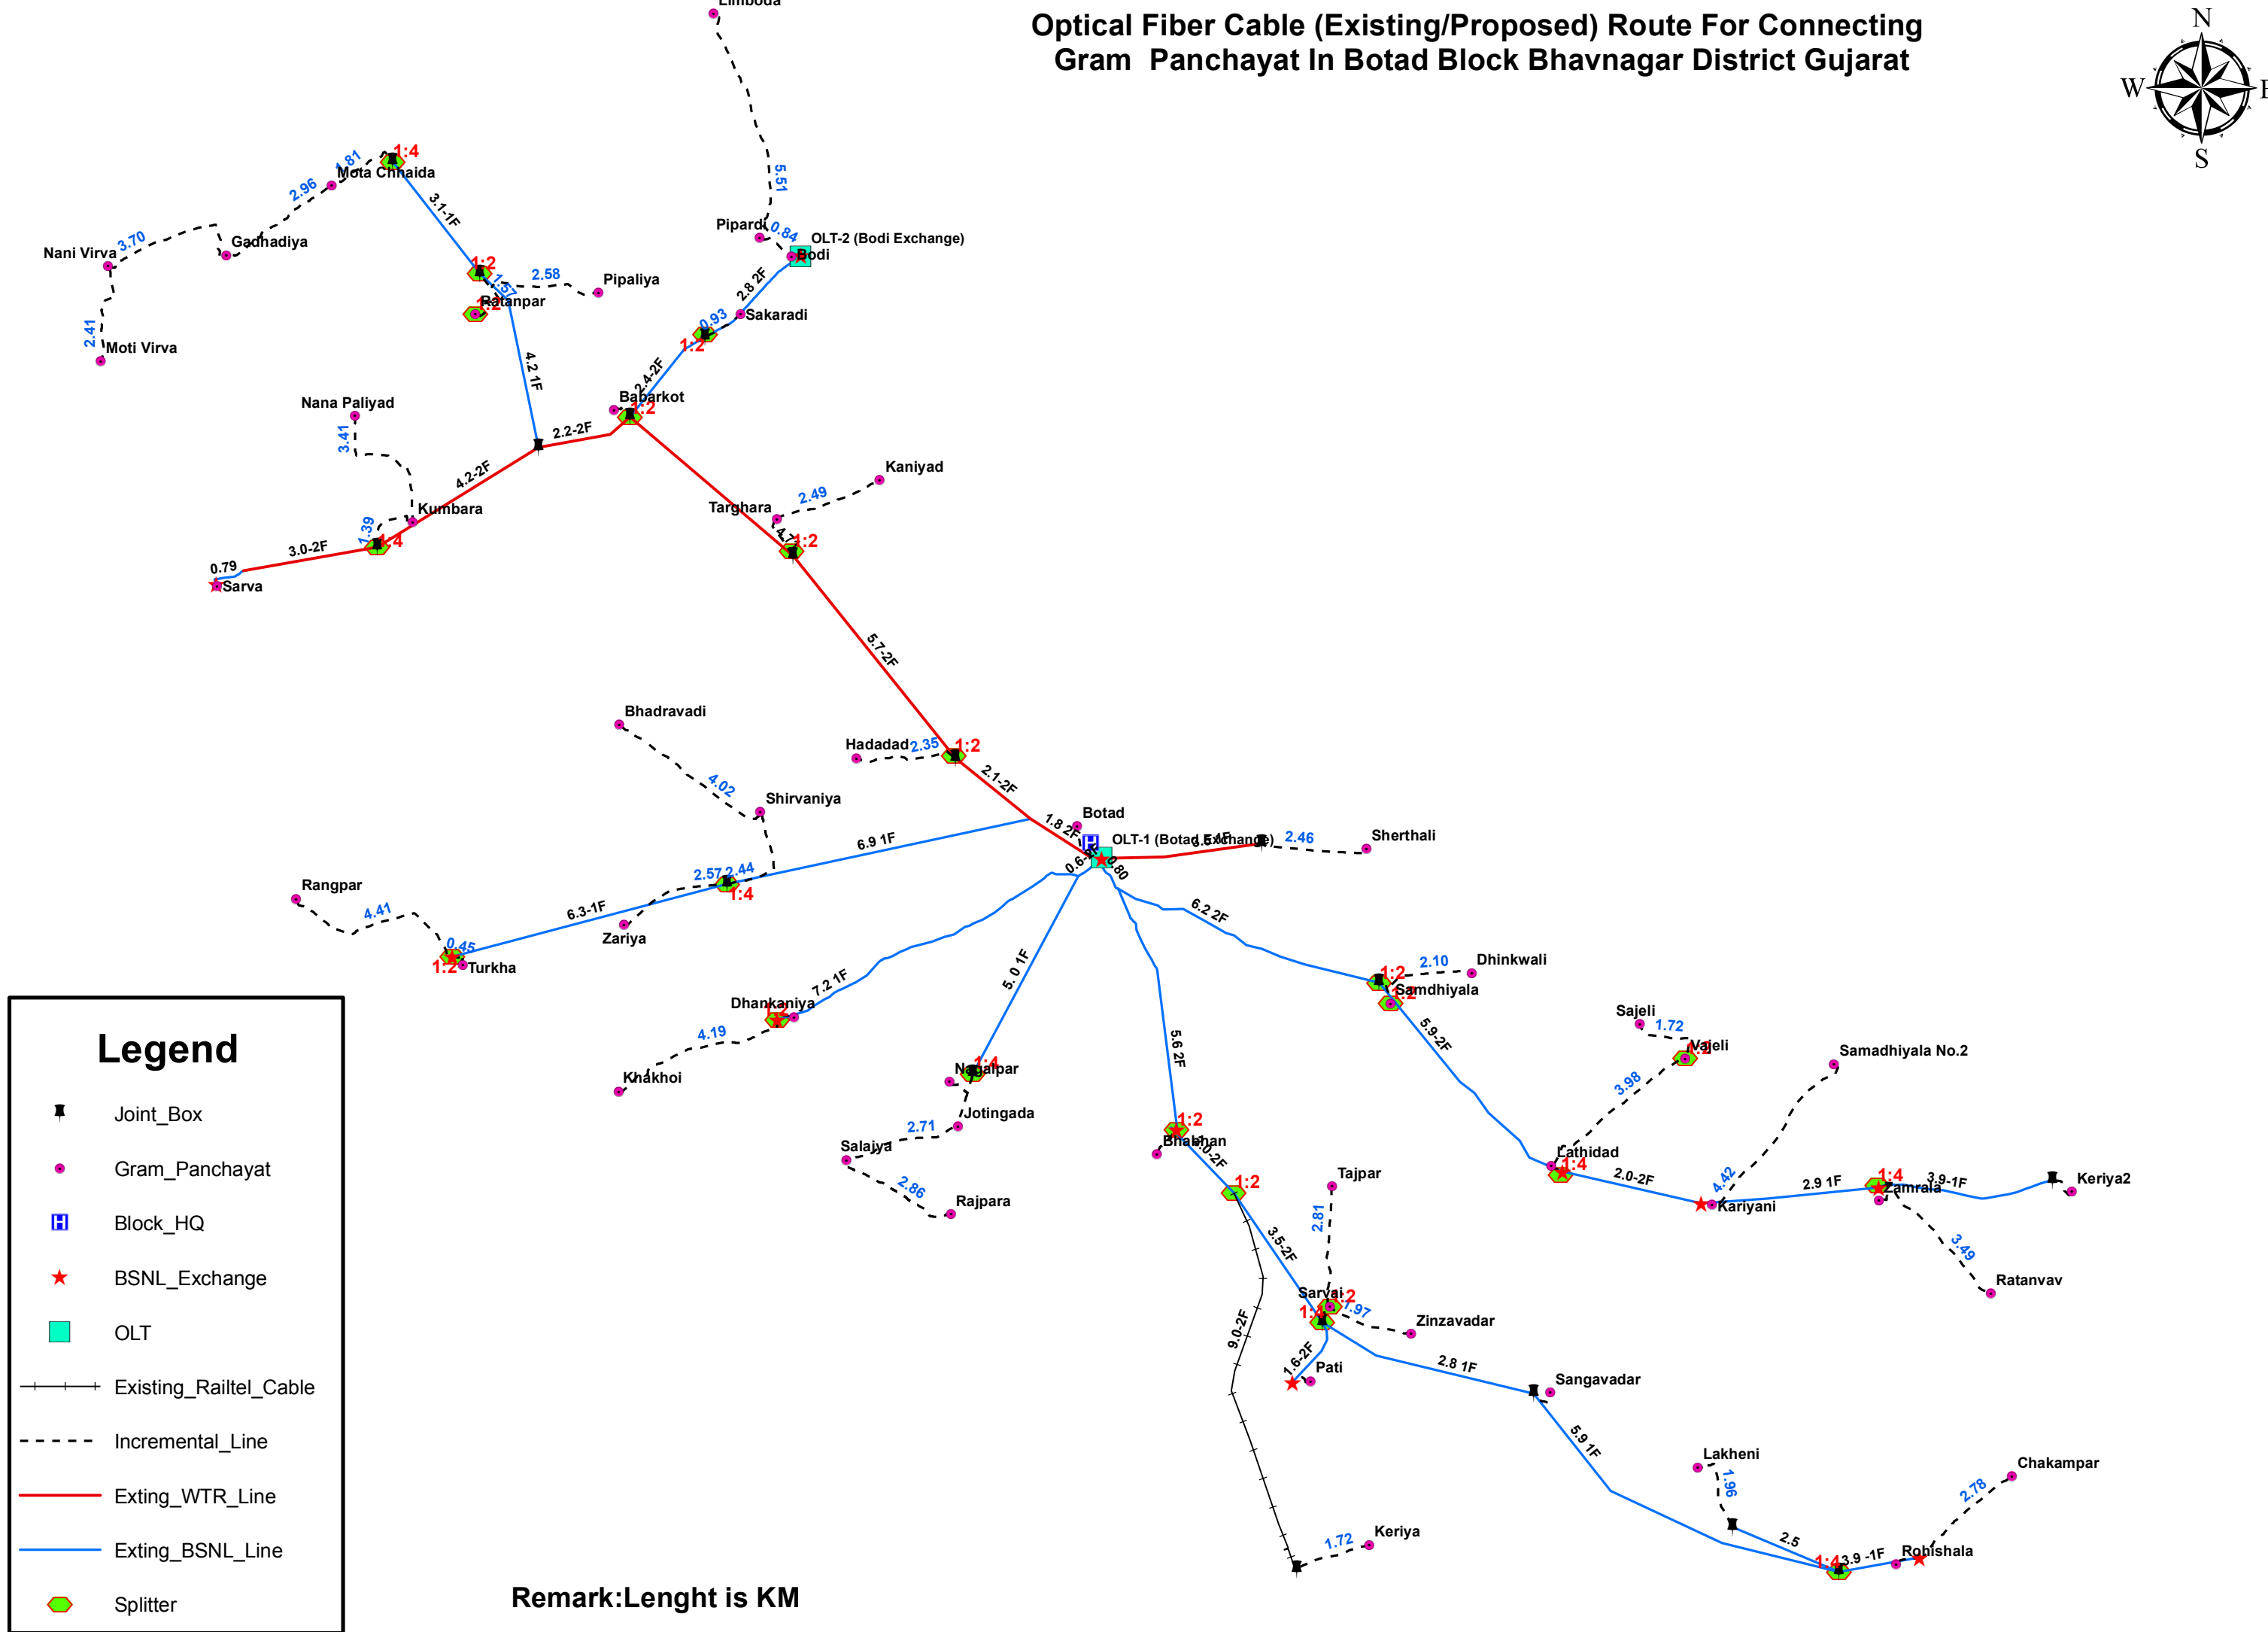 Limboda
Optical Fiber Cable (Existing/Proposed) Route For Connecting
Gram Panchayat In Botad Block Bhavnagar District Gujarat
N
W
E
S
1:4
1.81
Mota Chhaida
2.96
3.1-1F
5.51
Nani Virva
3.70
Gadhadiya
Pipardi
0.84
OLT-2 (Bodi Exchange)
Bodi
1:2
1.57
2.58
Pipaliya
2.8 2F
Ratanpar
1:2
Sakaradi
0.93
1:2
2.41
Moti Virva
4.2 1F
2.4-2F
Nana Paliyad
Babarkot
1:2
3.41
2.2-2F
4.2-2F
Kaniyad
2.49
Targhara
Kumbara
1.39
1:4
1:2
3.0-2F
0.79
Sarva
5.7-2F
Bhadravadi
Hadadad
2.35
1:2
4.02
2.1-2F
Shirvaniya
Botad
1.8 2F
H
OLT-1 (Botad Exchange)
2.46
Sherthali
6.9 1F
0.80
2.57
2.44
1:4
Rangpar
4.41
6.3-1F
Zariya
6.2 2F
0.45
1:2
Turkha
5. 0 1F
1:2
2.10
Dhinkwali
Samdhiyala
1:2
7.2 1F
Dhankaniya
1:2
4.19
Khakhoi
5.6 2F
5.9-2F
Sajeli
1.72
Vajeli
1:2
Samadhiyala No.2
3.98
Nagalpar
1:4
Jotingada
2.71
Salaiya
2.86
Rajpara
1:2
Bhabhan
1:2
Lathidad
1:4
2.0-2F
4.42
Kariyani
2.9 1F
1:4
Zamrala
3.9-1F
Keriya2
Tajpar
2.81
3.5-2F
3.49
Ratanvav
9.0-2F
Sarvai
1:2
1.97
Zinzavadar
1.6-2F
Pati
2.8 1F
Sangavadar
5.9 1F
Lakheni
1.96
Chakampar
2.78
2.5
1:4
3.9 -1F
Rohishala
Keriya
1.72
Legend
Joint_Box
Gram_Panchayat
H Block_HQ
BSNL_Exchange
OLT
Existing_Railtel_Cable
Incremental_Line
Exting_WTR_Line
Exting_BSNL_Line
Splitter
Remark:Lenght is KM